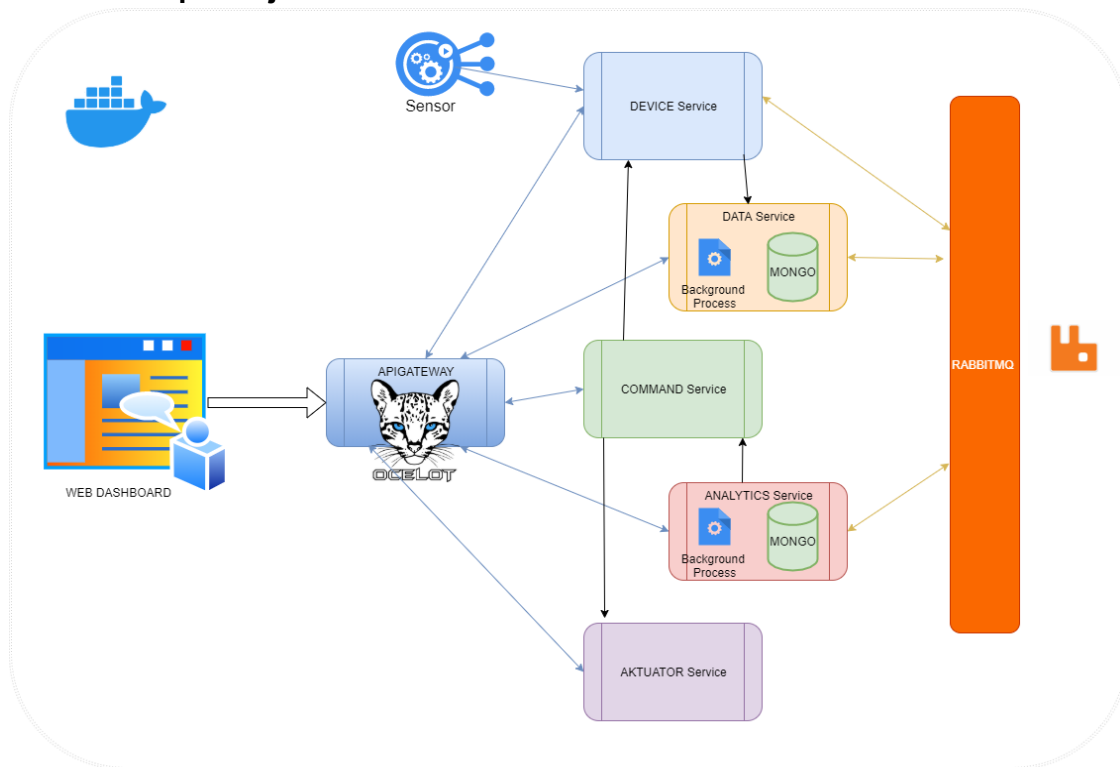 Sensor
DEVICE Service
DATA Service
MONGO
Background
Process
APIGATEWAY
OCELOT
COMMAND Service
RABBITMQ
WEB DASHBOARD
ANALYTICS Service
MONGO
Background
Process
AKTUATOR Service